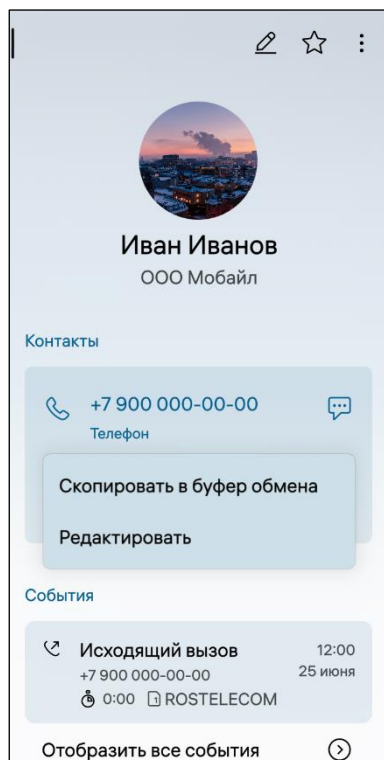 Иван Иванов
ООО Мобайл
Контакты
+7 900 000-00-00
Телефон
Скопировать в буфер обмена
Редактировать
События
Исходящий вызов 12:00
+7 900 000-00-00 25 июня
0:00 1 ROSTELECOM
Отобразить все события